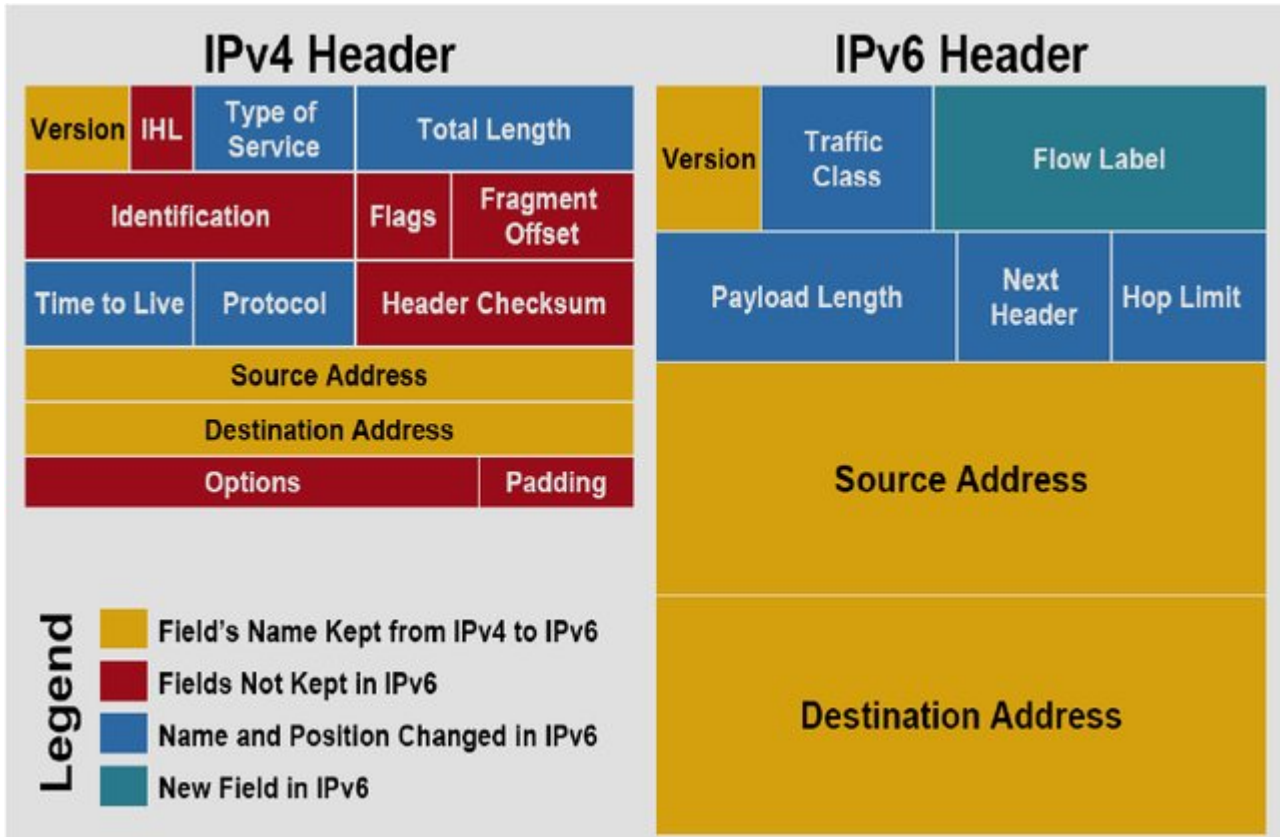 IPv4 Header
Version
IHL
Type of
Service
Total Length
Identification
Flags
Fragment
Offset
Time to Live
Protocol
Header Checksum
Source Address
Destination Address
Options
Padding
IPv6 Header
Version
Traffic
Class
Flow Label
Payload Length
Next
Header
Hop Limit
Source Address
Destination Address
Legend
Field's Name Kept from IPv4 to IPv6
Fields Not Kept in IPv6
Name and Position Changed in IPv6
New Field in IPv6